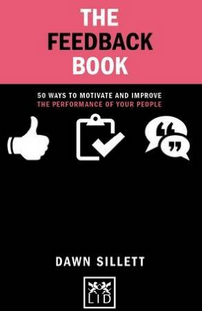 THE
FEEDBACK
BOOK
50 WAYS TO MOTIVATE AND IMPROVE
THE PERFORMANCE OF YOUR PEOPLE
DAWN SILLETT
LID